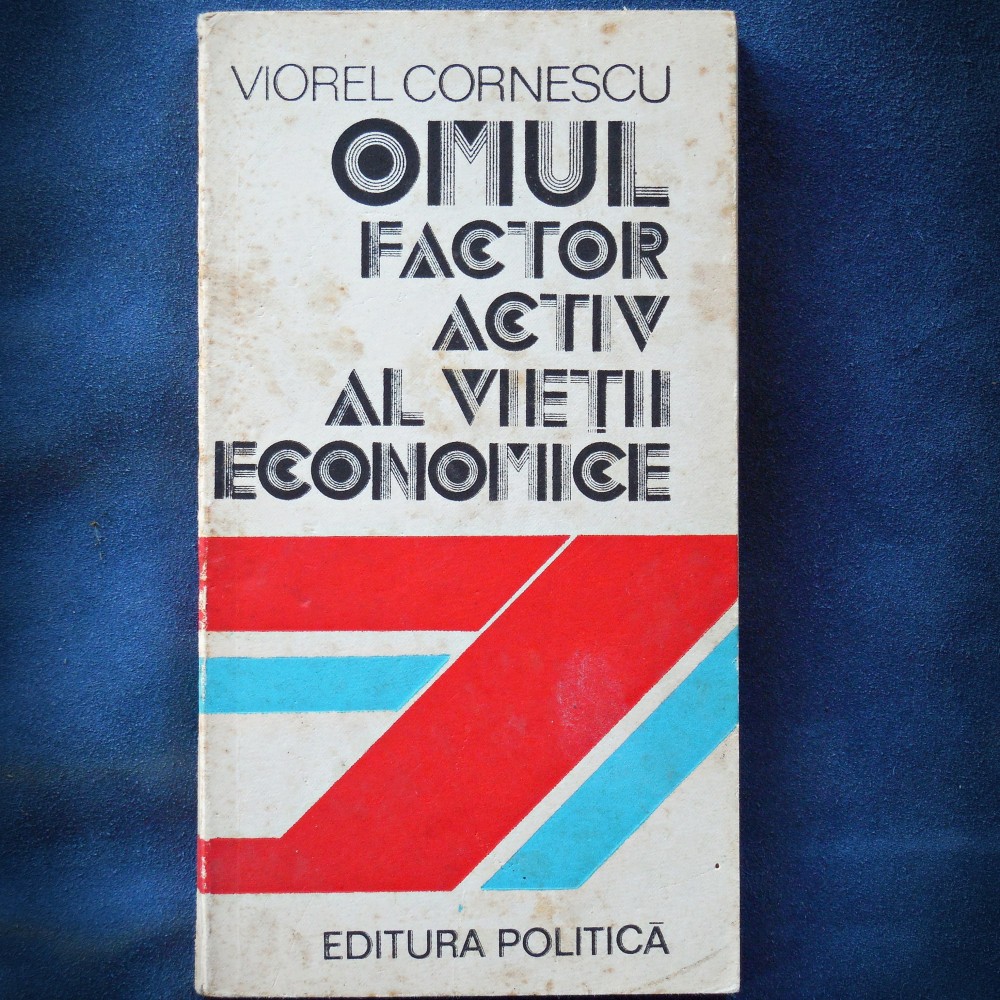 VIOREL CORNESCU
OMUL
FACTOR
ACTIV
AL VIEȚII
ECONOMICE
EDITURA POLITICĂ